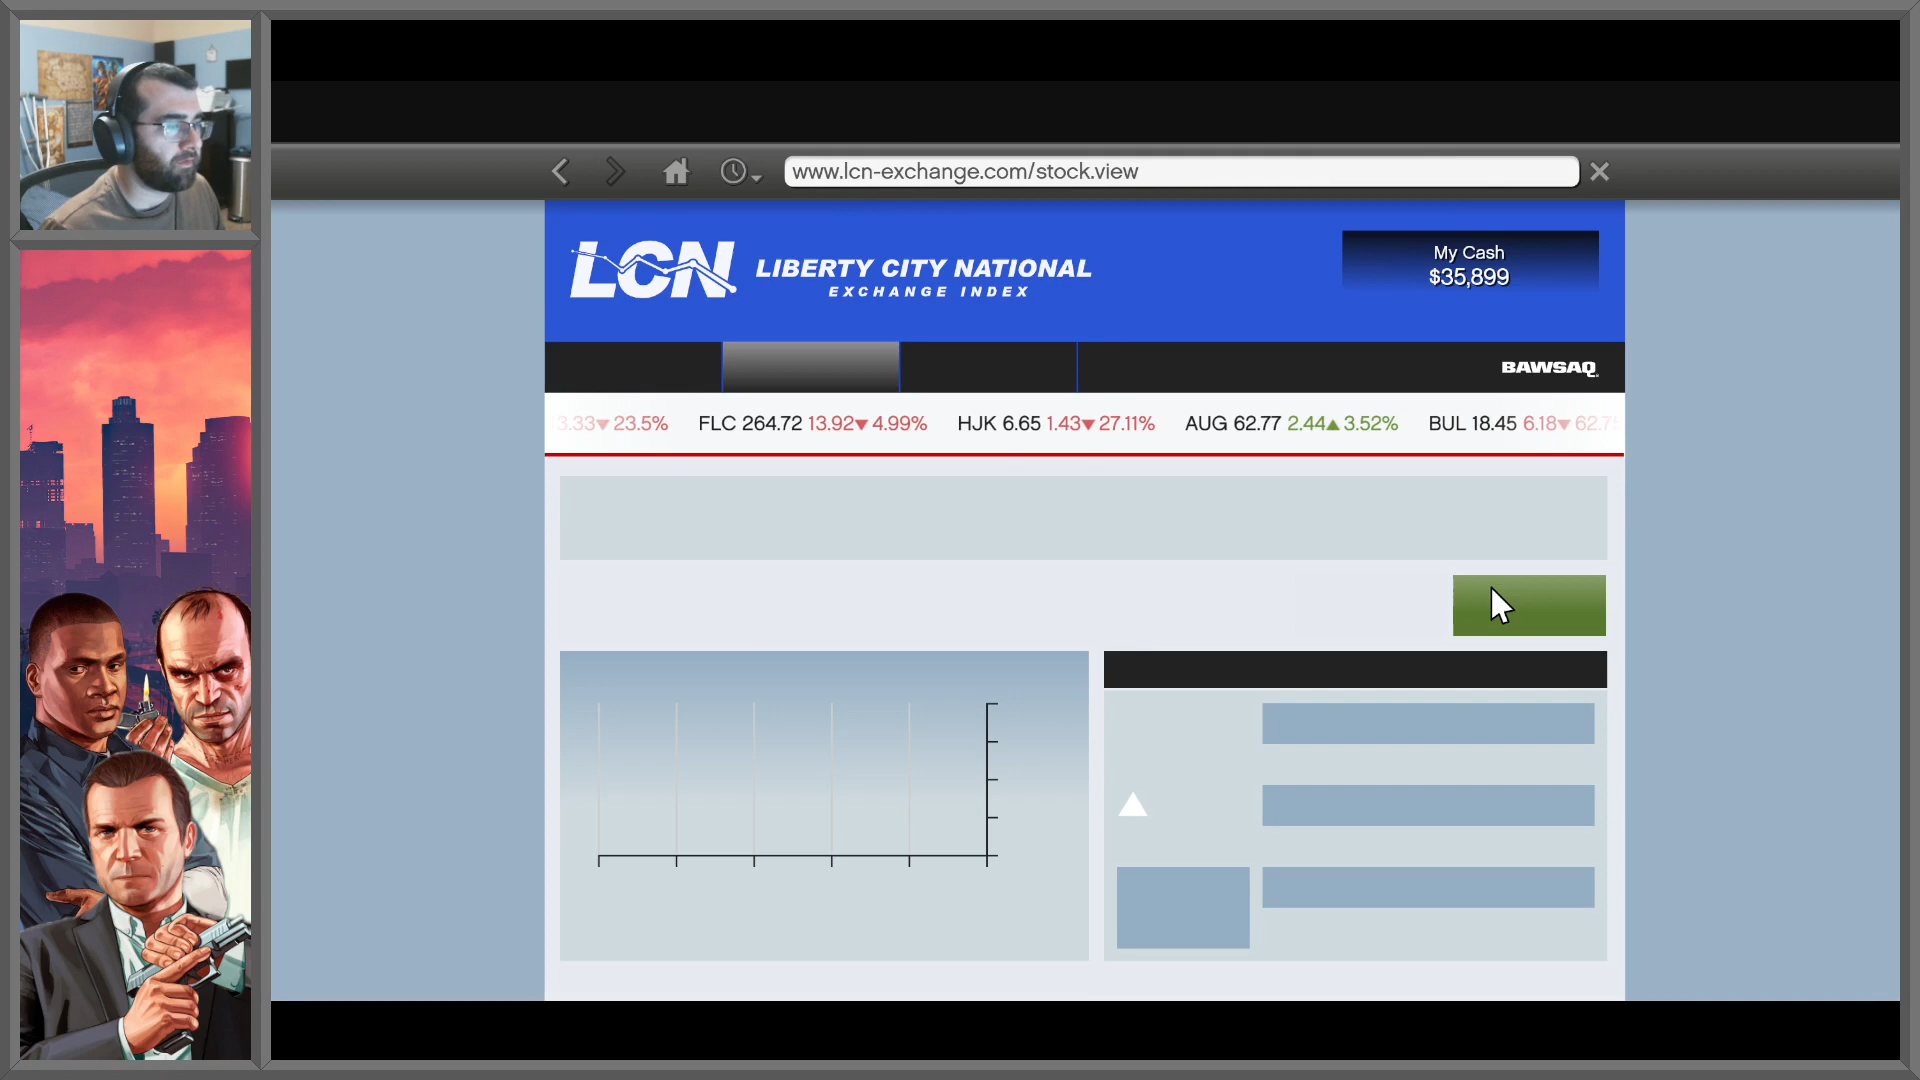 www.lcn-exchange.com/stock.view
LCN LIBERTY CITY NATIONAL
EXCHANGE INDEX
My Cash
$35,899
BAWSAQ
3.33▼23.5% FLC 264.72 13.92▼4.99% HJK 6.65 1.43▼27.11% AUG 62.77 2.44▲3.52% BUL 18.45 6.18▼